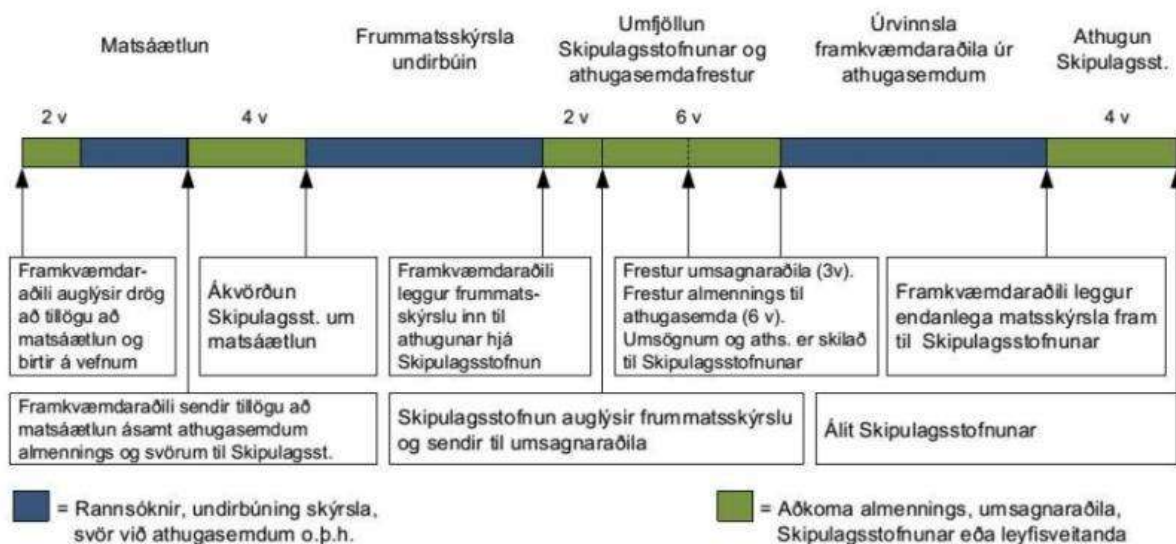 Matsáætlun
Frummatsskýrsla
undirbúin
Umfjöllun
Skipulagsstofnunar og
athugasemdafrestur
Úrvinnsla
framkvæmdaraðila úr
athugasemdum
Athugun
Skipulagsst.
2 v
4 v
2 v
6 v
4 v
Framkvæmdar-
aðili auglýsir drög
að tillögu að
matsáætlun og
birtir á vefnum
Ákvörðun
Skipulagsst. um
matsáætlun
Framkvæmdaraðili
leggur frummats-
skýrslu inn til
athugunar hjá
Skipulagsstofnun
Frestur umsagnaraðila (3v).
Frestur almennings til
athugasemda (6 v).
Umsögnum og aths. er skilað
til Skipulagsstofnunar
Framkvæmdaraðili leggur
endanlega matsskýrsla fram
til Skipulagsstofnunar
Framkvæmdaraðili sendir tillögu að
matsáætlun ásamt athugasemdum
almennings og svörum til Skipulagsst.
Skipulagsstofnun auglýsir frummatsskýrslu
og sendir til umsagnaraðila
Álit Skipulagsstofnunar
= Rannsóknir, undirbúning skýrsla,
svör við athugasemdum o.þ.h.
= Aðkoma almennings, umsagnaraðila,
Skipulagsstofnunar eða leyfisveitanda